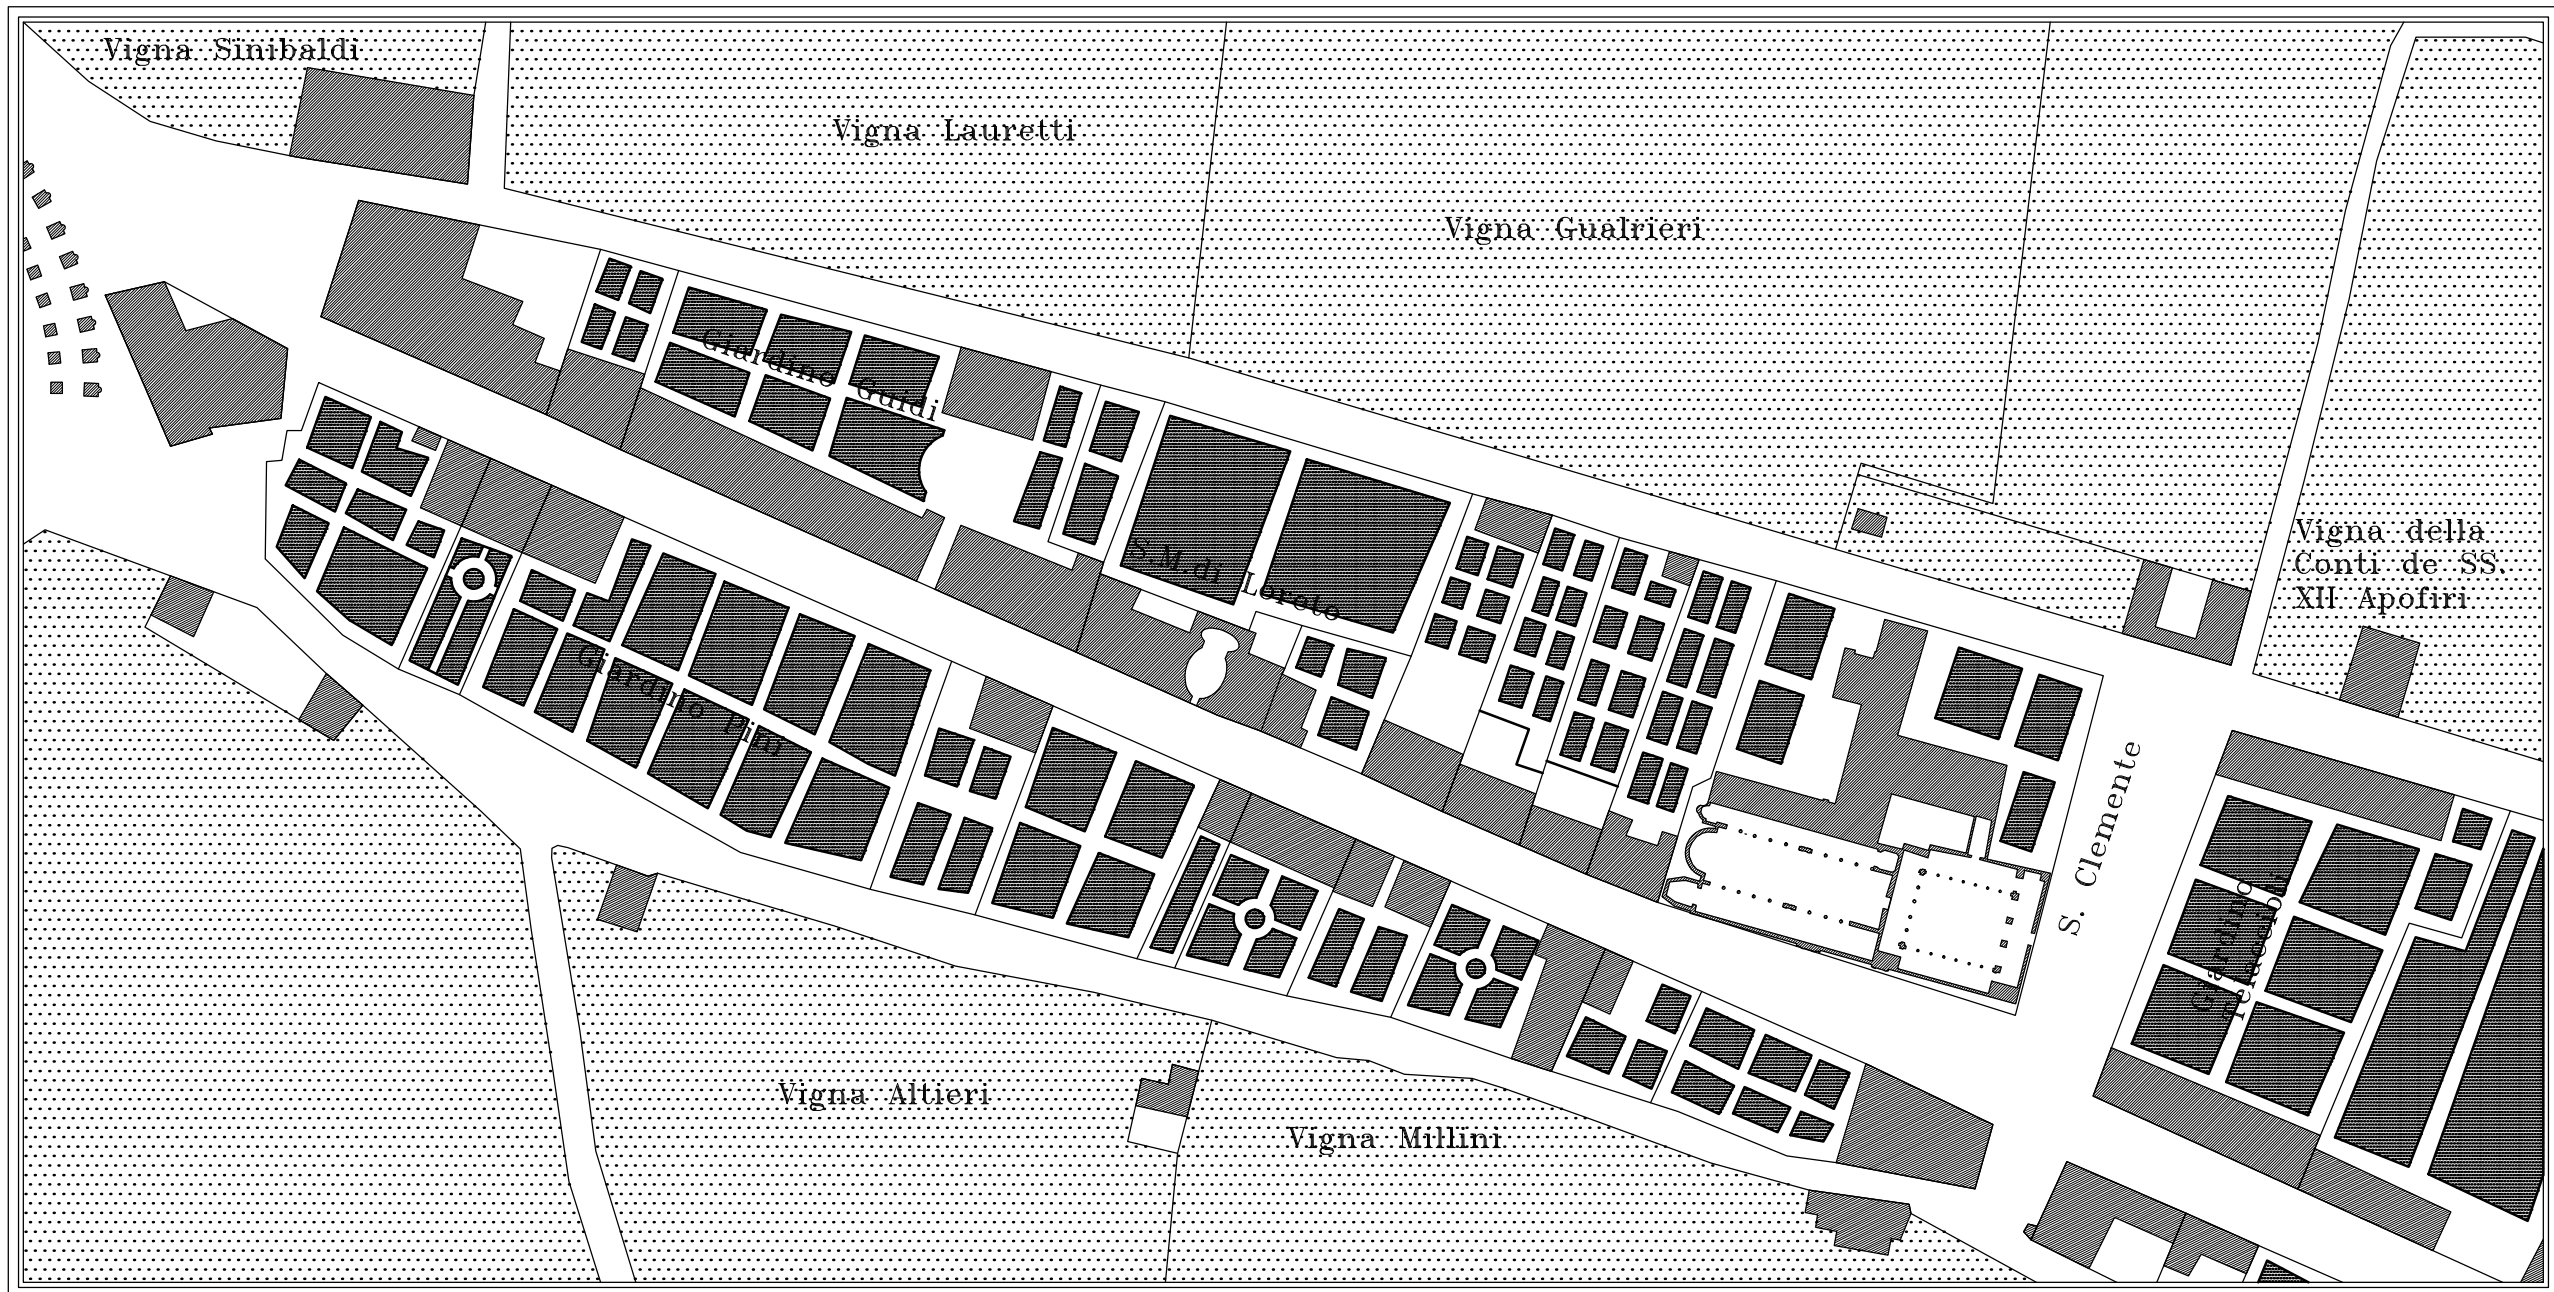 Vigna Sinibaldi
Vigna Lauretti
Vigna Gualrieri
Giardino Guidi
S.M.di Loreto
Vigna della
Conti de SS.
XII Apofiri
Giardino
S. Clemente
Giardino
Vigna Altieri
Vigna Millini